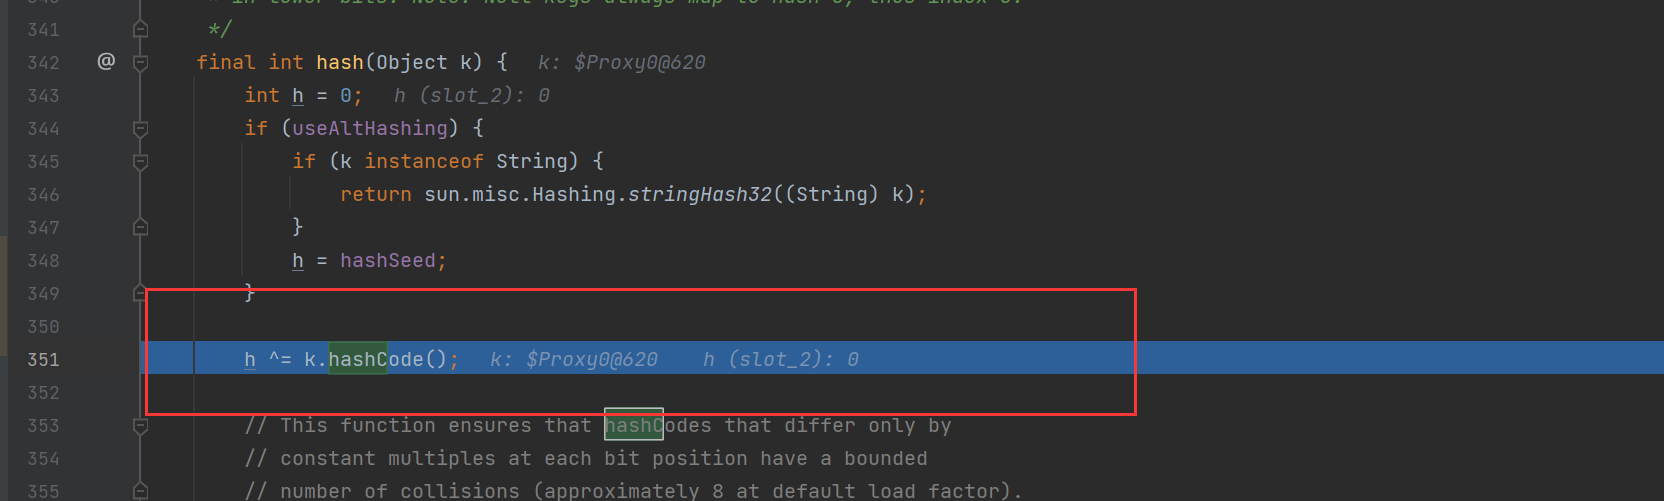 341 */
342 @ final int hash(Object k) { k: $Proxy0@620
343 int h = 0; h (slot_2): 0
344 if (useAltHashing) {
345 if (k instanceof String) {
346 return sun.misc.Hashing.stringHash32((String) k);
347 }
348 h = hashSeed;
349 }
350
351 h ^= k.hashCode(); k: $Proxy0@620 h (slot_2): 0
352
353 // This function ensures that hashCodes that differ only by
354 // constant multiples at each bit position have a bounded
355 // number of collisions (approximately 8 at default load factor).